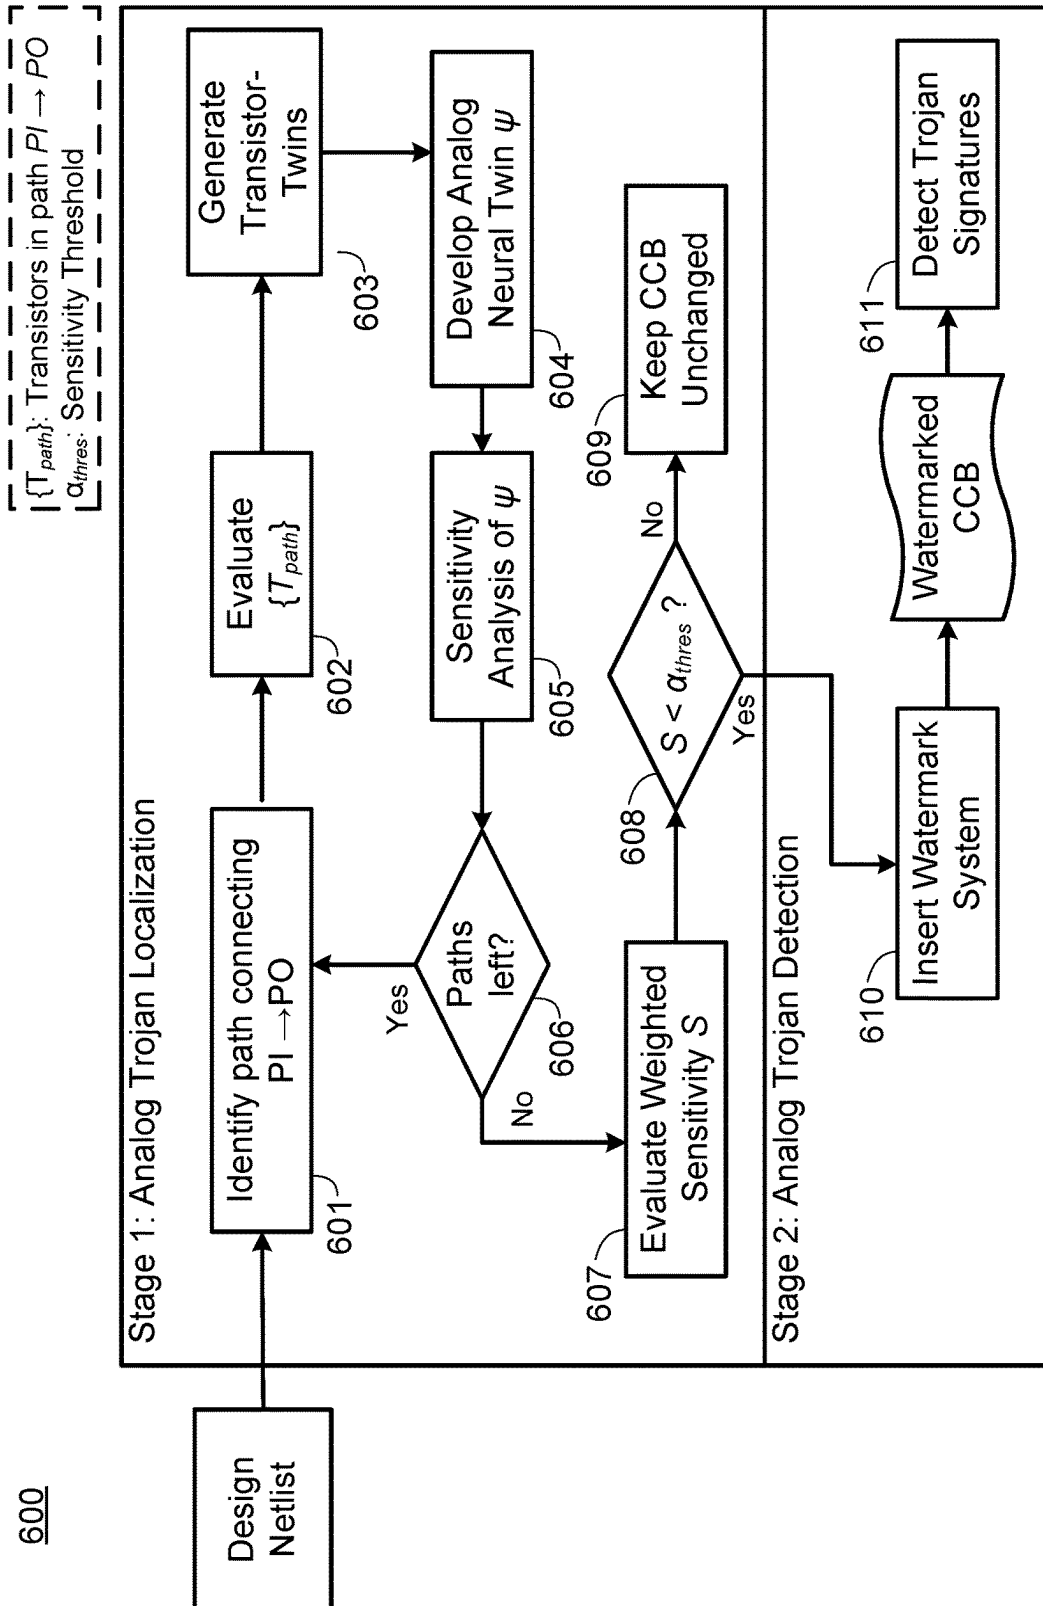 600
{T_path}: Transistors in path PI → PO
α_thres: Sensitivity Threshold
Design
Netlist
Stage 1: Analog Trojan Localization
Identify path connecting
PI → PO
601
Evaluate
{T_path}
602
Generate
Transistor-
Twins
603
Develop Analog
Neural Twin ψ
604
Sensitivity
Analysis of ψ
605
Paths
left?
606
Yes
No
Evaluate Weighted
Sensitivity S
607
S < α_thres ?
608
No
Yes
Keep CCB
Unchanged
609
Stage 2: Analog Trojan Detection
Insert Watermark
System
610
Watermarked
CCB
Detect Trojan
Signatures
611